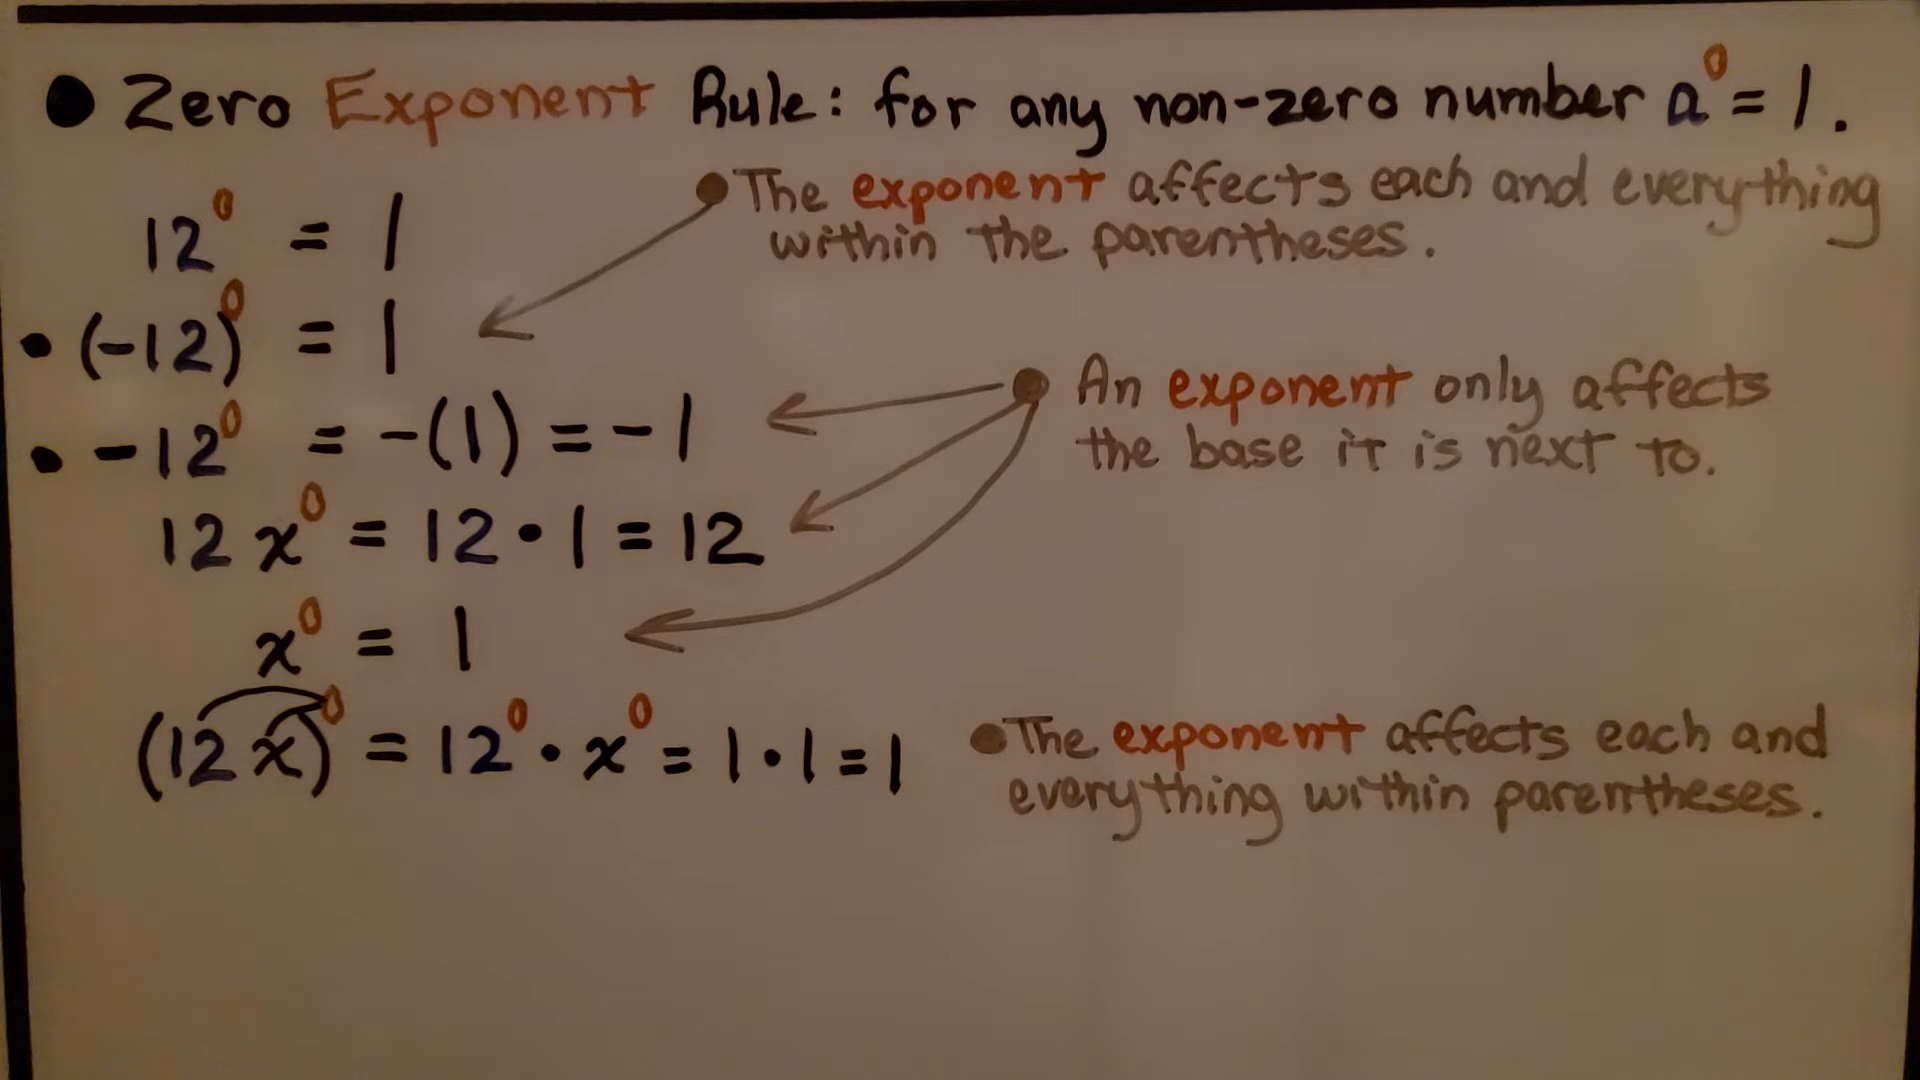 ● Zero Exponent Rule: for any non-zero number a⁰ = 1.
12⁰ = 1
● The exponent affects each and everything
within the parentheses.
• (-12)⁰ = 1
• -12⁰ = -(1) = -1
● An exponent only affects
the base it is next to.
12x⁰ = 12 • 1 = 12
x⁰ = 1
(12x)⁰ = 12⁰ • x⁰ = 1 • 1 = 1
● The exponent affects each and
everything within parentheses.